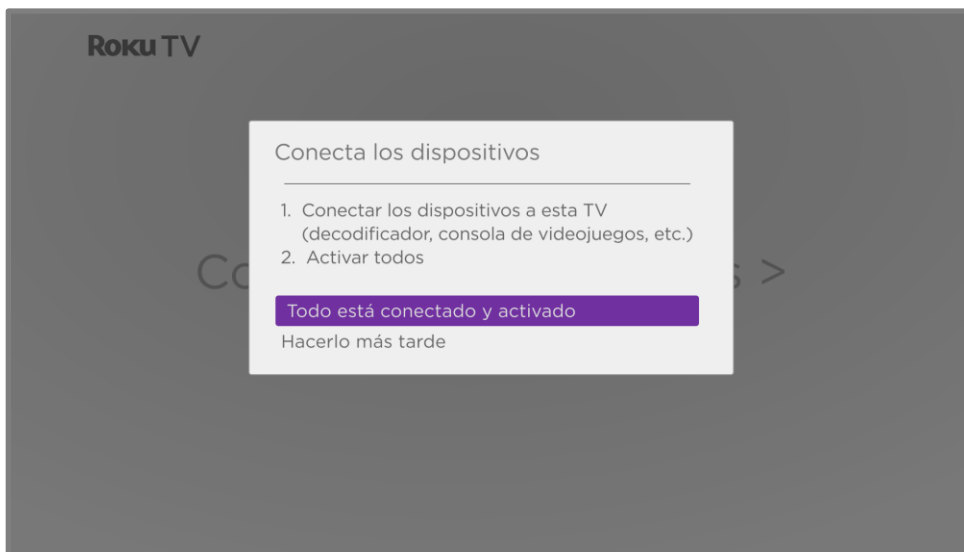 Roku TV
Conecta los dispositivos
1. Conectar los dispositivos a esta TV
(decodificador, consola de videojuegos, etc.)
2. Activar todos
Todo está conectado y activado
Hacerlo más tarde